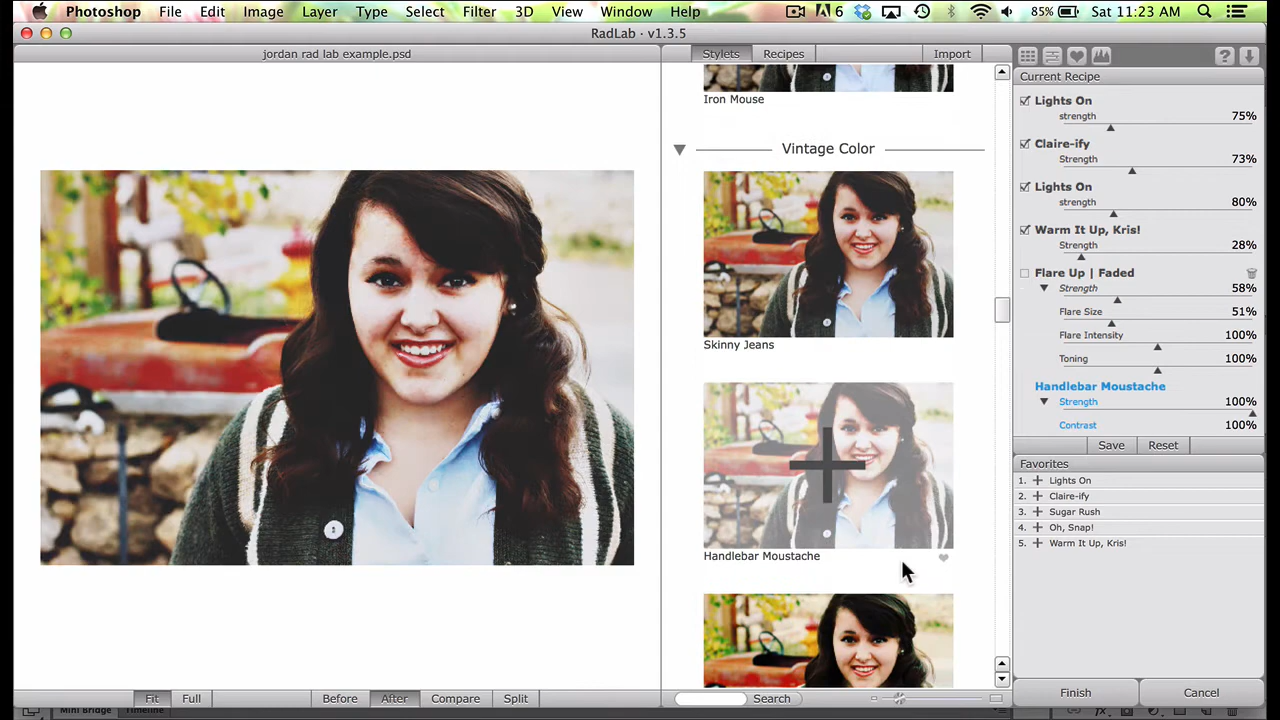 Photoshop File Edit Image Layer Type Select Filter 3D View Window Help 6 85% Sat 11:23 AM
RadLab - v1.3.5
jordan rad lab example.psd
Stylets Recipes Import
Current Recipe
Iron Mouse
Vintage Color
Skinny Jeans
Handlebar Moustache
Lights On
strength 75%
Claire-ify
Strength 73%
Lights On
strength 80%
Warm It Up, Kris!
Strength 28%
Flare Up | Faded
Strength 58%
Flare Size 51%
Flare Intensity 100%
Toning 100%
Handlebar Moustache
Strength 100%
Contrast 100%
Save Reset
Favorites
1. Lights On
2. Claire-ify
3. Sugar Rush
4. Oh, Snap!
5. Warm It Up, Kris!
Fit Full Before After Compare Split Search
Finish Cancel
Mini Bridge Timeline